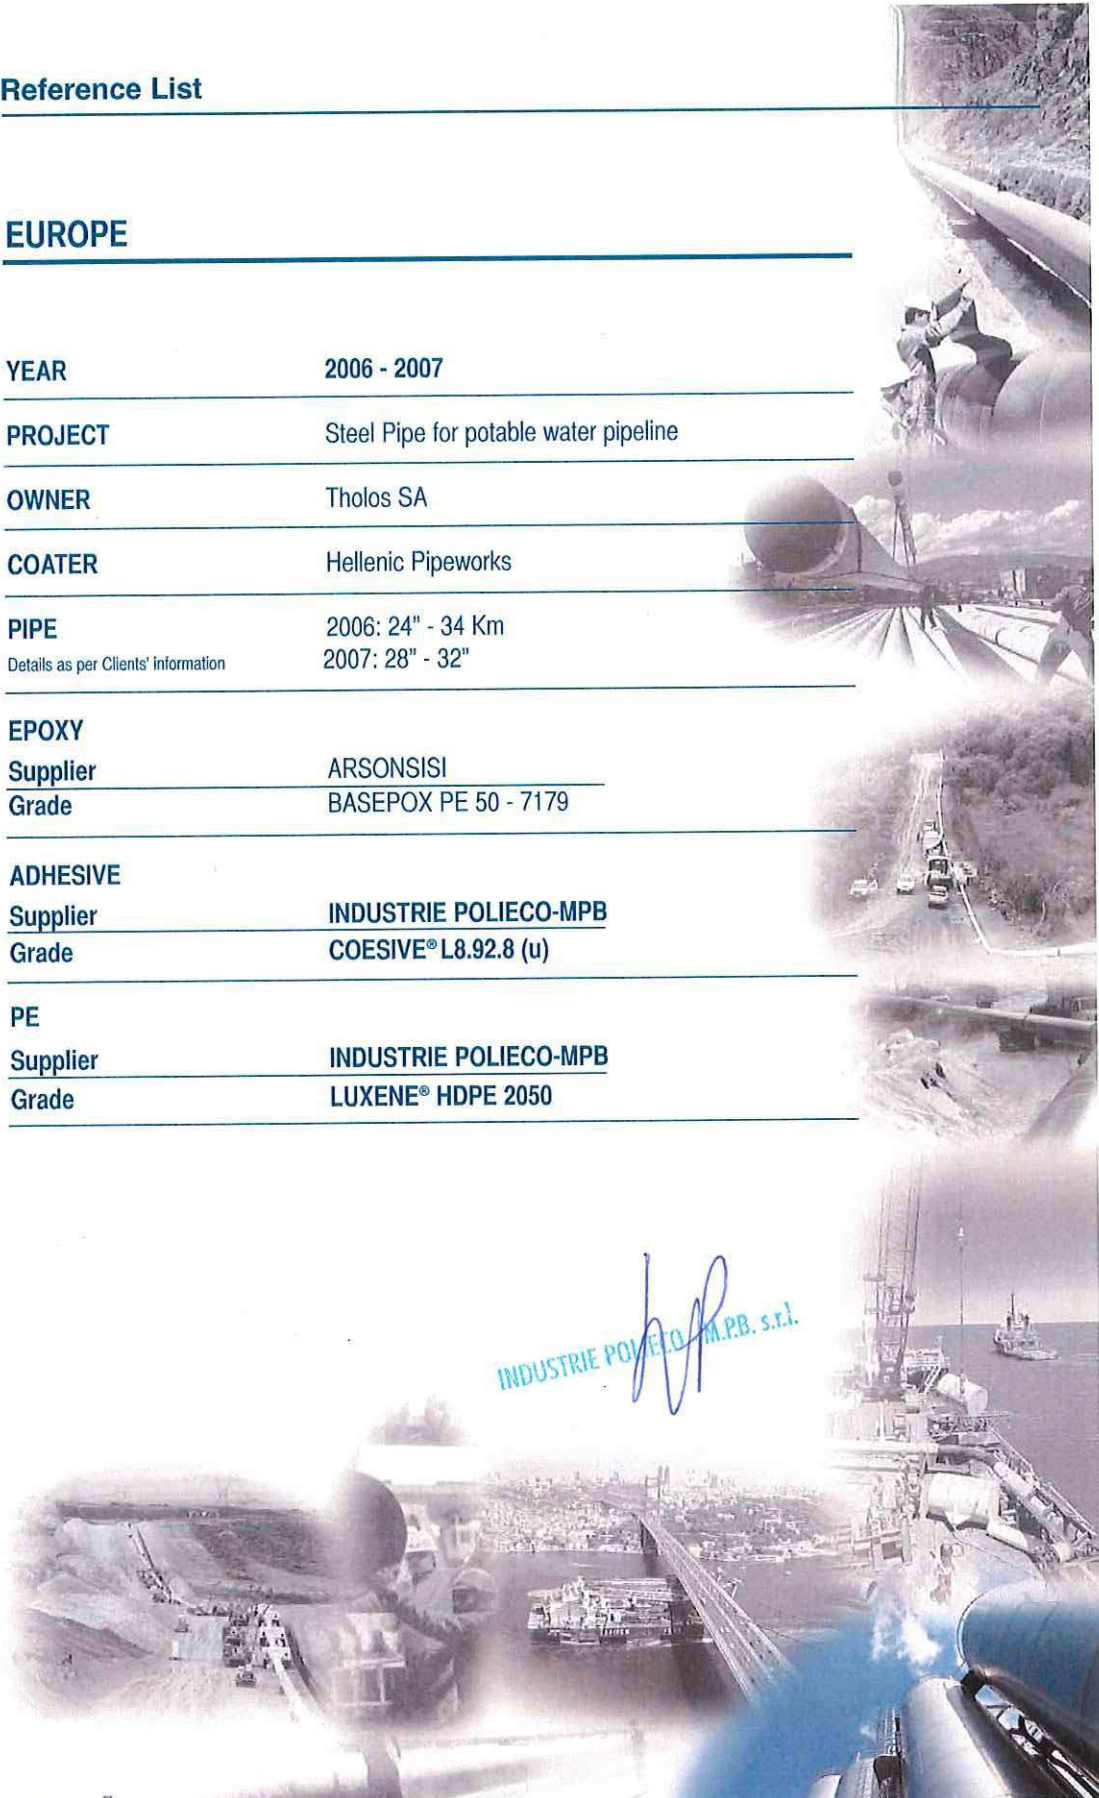 Reference List
EUROPE
YEAR 2006 - 2007
PROJECT Steel Pipe for potable water pipeline
OWNER Tholos SA
COATER Hellenic Pipeworks
PIPE 2006: 24" - 34 Km
Details as per Clients' information 2007: 28" - 32"
EPOXY
Supplier ARSONSISI
Grade BASEPOX PE 50 - 7179
ADHESIVE
Supplier INDUSTRIE POLIECO-MPB
Grade COESIVE® L8.92.8 (u)
PE
Supplier INDUSTRIE POLIECO-MPB
Grade LUXENE® HDPE 2050
INDUSTRIE POLIECO M.P.B. s.r.l.